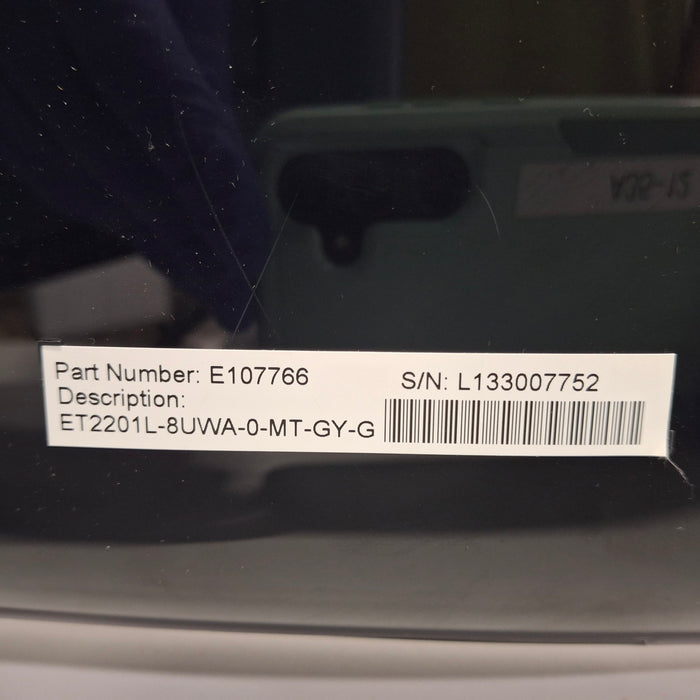 Part Number: E107766
S/N: L133007752
Description:
ET2201L-8UWA-0-MT-GY-G